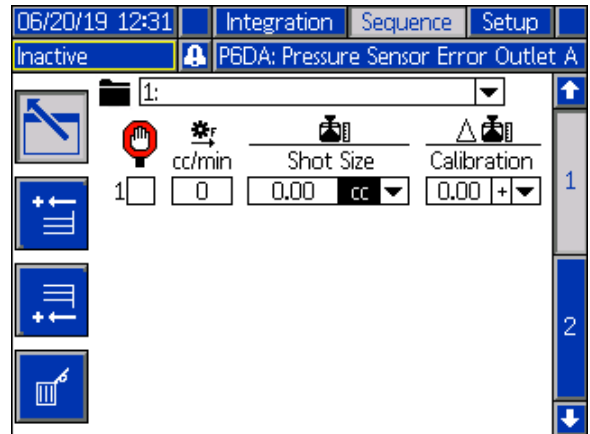 06/20/19 12:31 Integration Sequence Setup
Inactive P6DA: Pressure Sensor Error Outlet A
1:
F
cc/min Shot Size Calibration
1 0 0.00 cc 0.00 +
1
2